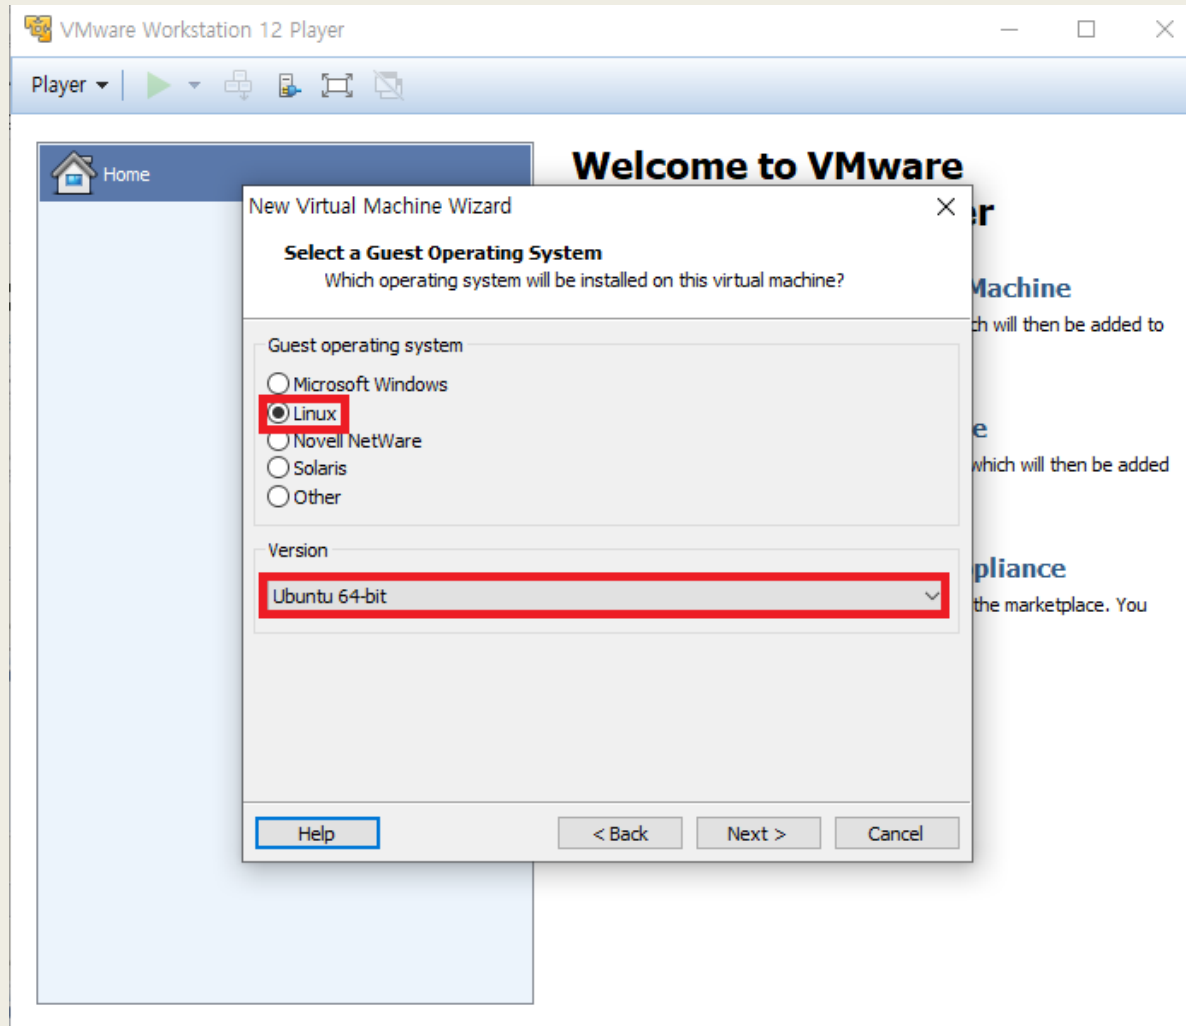 VMware Workstation 12 Player
Player
Home
Welcome to VMware
er
New Virtual Machine Wizard
Select a Guest Operating System
Which operating system will be installed on this virtual machine?
Machine
ch will then be added to
Guest operating system
Microsoft Windows
Linux
Novell NetWare
Solaris
Other
e
which will then be added
Version
Ubuntu 64-bit
pliance
the marketplace. You
Help
< Back
Next >
Cancel